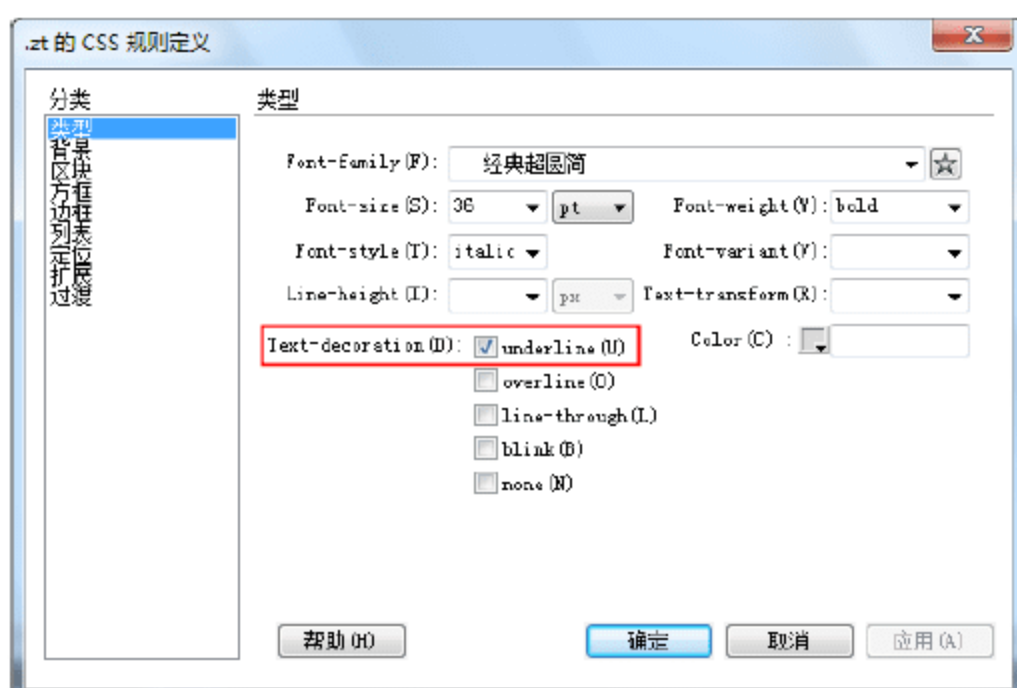 .zt 的 CSS 规则定义
分类
类型
背景
区块
方框
边框
列表
定位
扩展
过渡
类型
Font-family(F): 经典超圆简
Font-size(S): 36 pt Font-weight(W): bold
Font-style(T): italic Font-variant(V):
Line-height(I): px Text-transform(R):
Text-decoration(D): underline(U) Color(C) :
overline(O)
line-through(L)
blink(B)
none(N)
帮助(H) 确定 取消 应用(A)